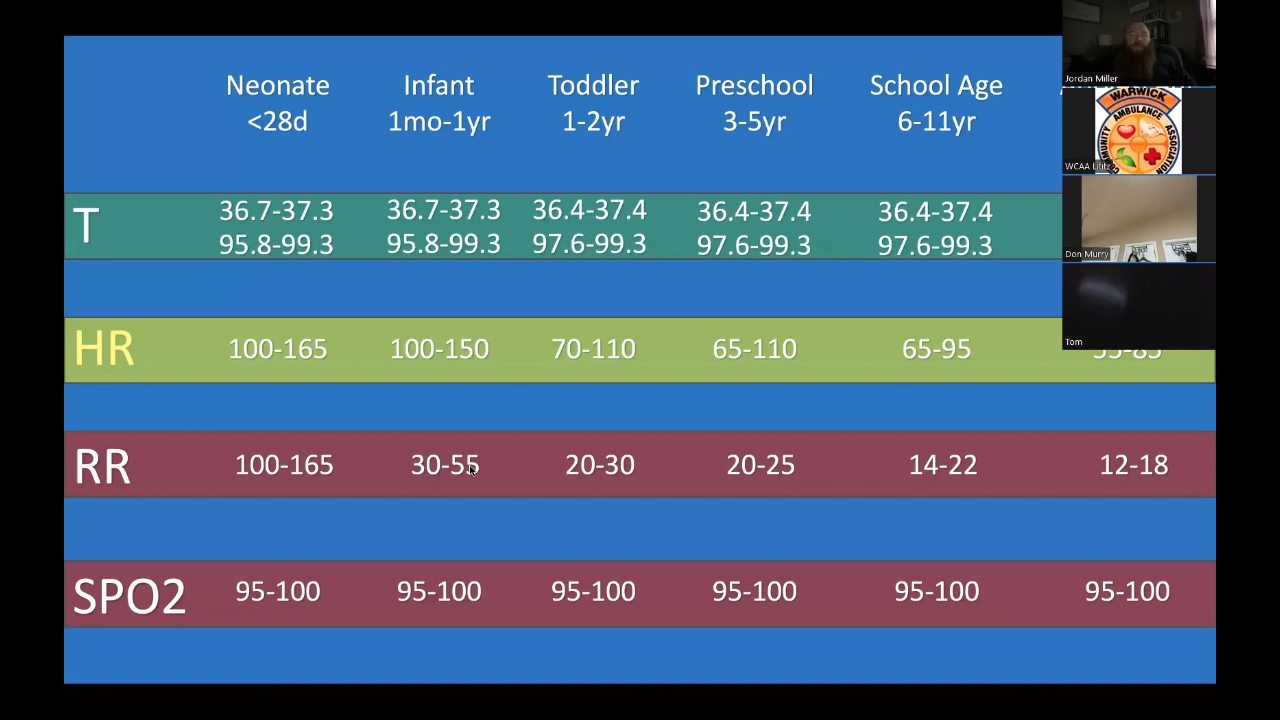 Neonate
<28d
Infant
1mo-1yr
Toddler
1-2yr
Preschool
3-5yr
School Age
6-11yr
T
36.7-37.3
95.8-99.3
36.7-37.3
95.8-99.3
36.4-37.4
97.6-99.3
36.4-37.4
97.6-99.3
36.4-37.4
97.6-99.3
HR
100-165
100-150
70-110
65-110
65-95
55-85
RR
100-165
30-55
20-30
20-25
14-22
12-18
SPO2
95-100
95-100
95-100
95-100
95-100
95-100
Jordan Miller
WARWICK
COMMUNITY AMBULANCE ASSOCIATION
WCAA Lititz
Don Murry
Tom